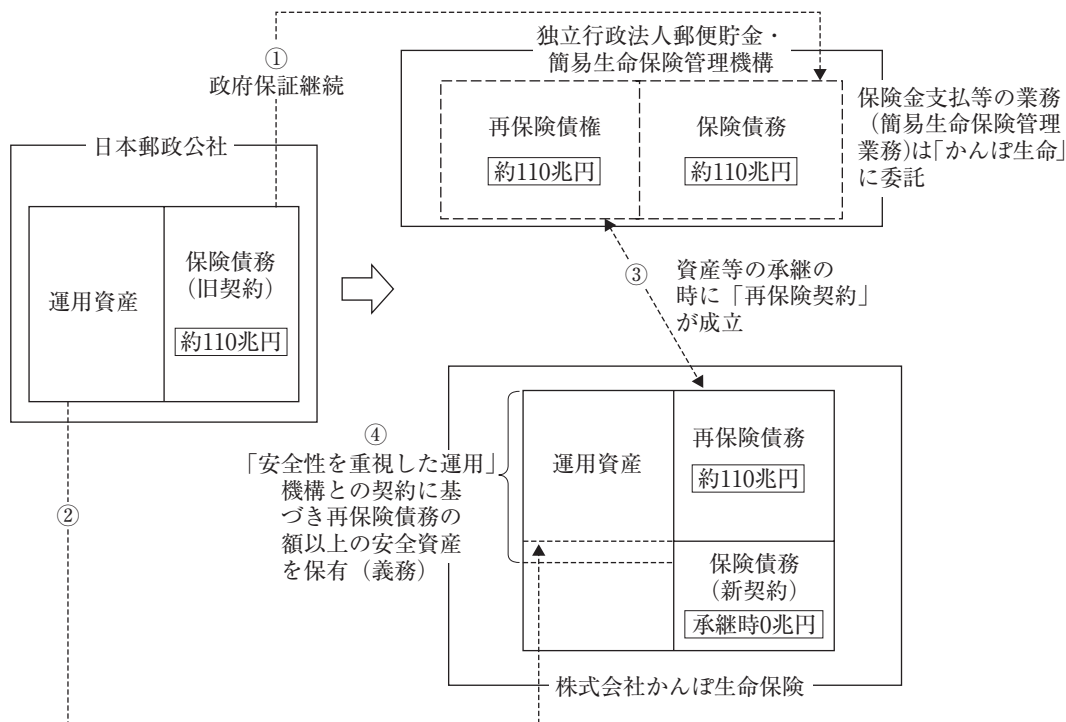 ①
政府保証継続
独立行政法人郵便貯金・
簡易生命保険管理機構
再保険債権
約110兆円
保険債務
約110兆円
保険金支払等の業務
（簡易生命保険管理
業務）は「かんぽ生命」
に委託
日本郵政公社
運用資産
保険債務
（旧契約）
約110兆円
③
資産等の承継の
時に「再保険契約」
が成立
②
④
「安全性を重視した運用」
機構との契約に基
づき再保険債務の
額以上の安全資産
を保有（義務）
運用資産
再保険債務
約110兆円
保険債務
（新契約）
承継時0兆円
株式会社かんぽ生命保険